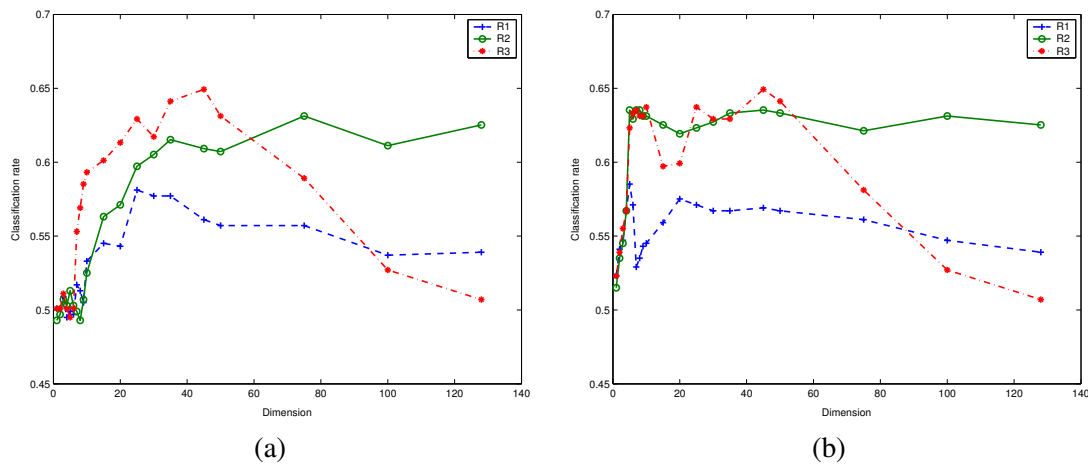 0.7
R1
R2
R3
0.65
0.6
0.55
0.5
0.45
Classification rate
0 20 40 60 80 100 120 140
Dimension
(a)
0.7
R1
R2
R3
0.65
0.6
0.55
0.5
0.45
Classification rate
0 20 40 60 80 100 120 140
Dimension
(b)